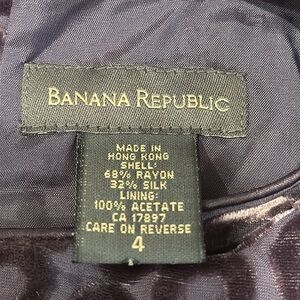 BANANA REPUBLIC
MADE IN
HONG KONG
SHELL:
68% RAYON
32% SILK
LINING:
100% ACETATE
CA 17897
CARE ON REVERSE
4